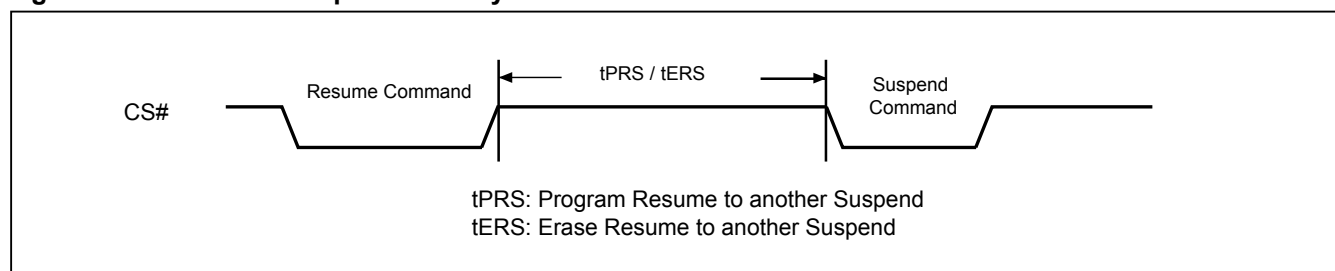 tPRS / tERS
Resume Command
Suspend
Command
CS#
tPRS: Program Resume to another Suspend
tERS: Erase Resume to another Suspend